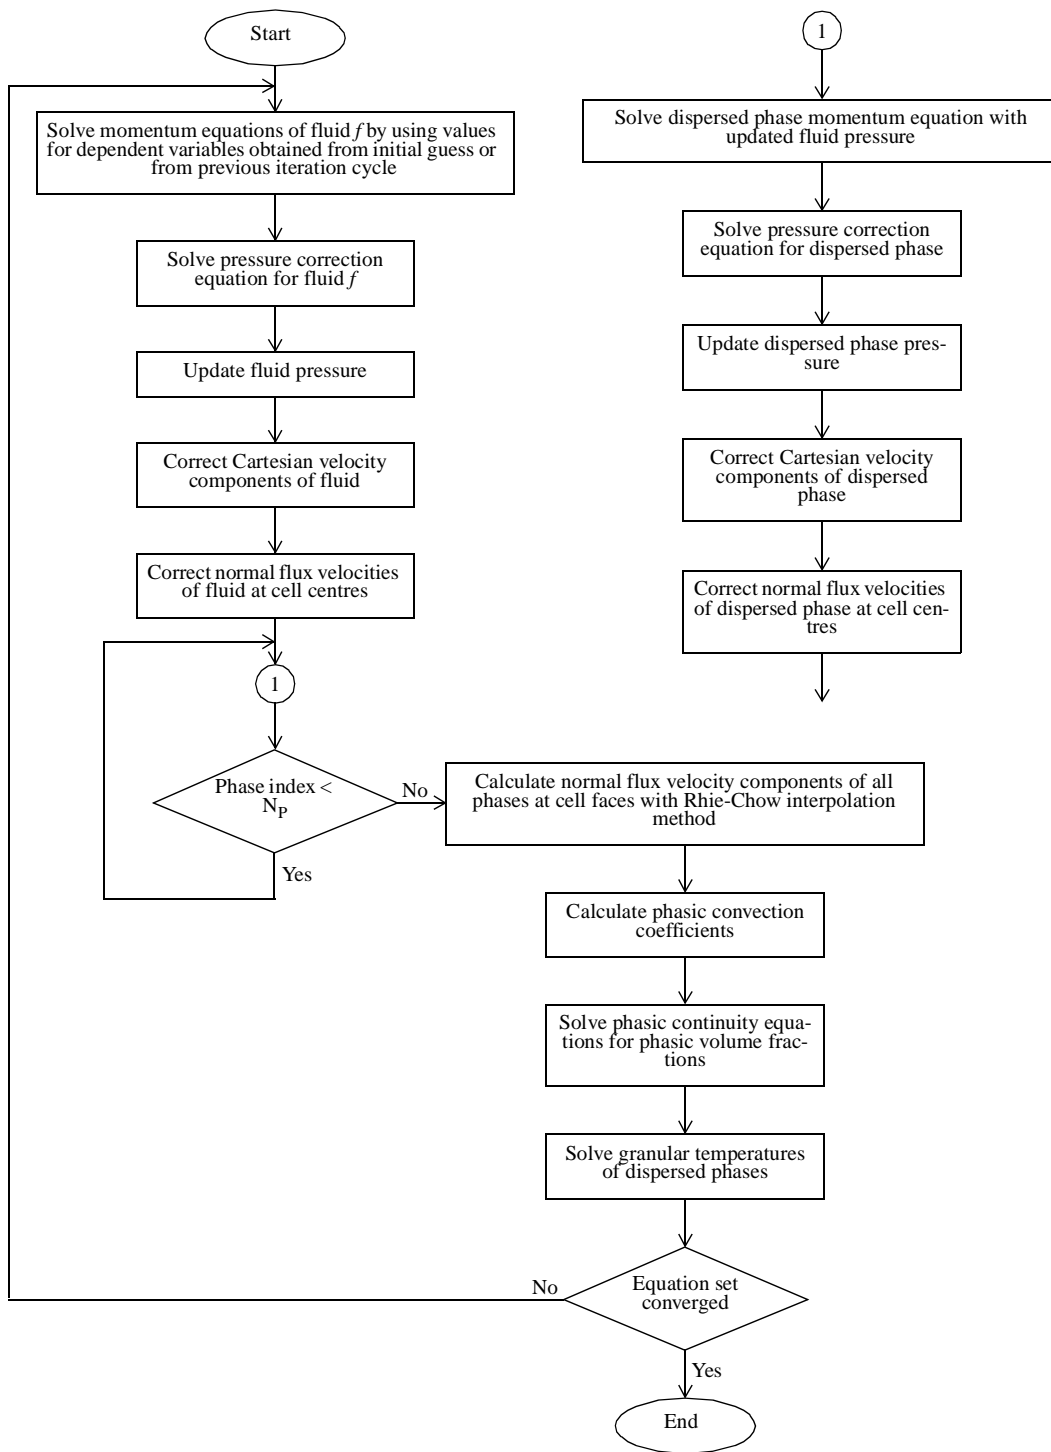 Start
Solve momentum equations of fluid f by using values
for dependent variables obtained from initial guess or
from previous iteration cycle
Solve pressure correction
equation for fluid f
Update fluid pressure
Correct Cartesian velocity
components of fluid
Correct normal flux velocities
of fluid at cell centres
1
Phase index <
NP
No
Yes
1
Solve dispersed phase momentum equation with
updated fluid pressure
Solve pressure correction
equation for dispersed phase
Update dispersed phase pres-
sure
Correct Cartesian velocity
components of dispersed
phase
Correct normal flux velocities
of dispersed phase at cell cen-
tres
Calculate normal flux velocity components of all
phases at cell faces with Rhie-Chow interpolation
method
Calculate phasic convection
coefficients
Solve phasic continuity equa-
tions for phasic volume frac-
tions
Solve granular temperatures
of dispersed phases
No
Equation set
converged
Yes
End